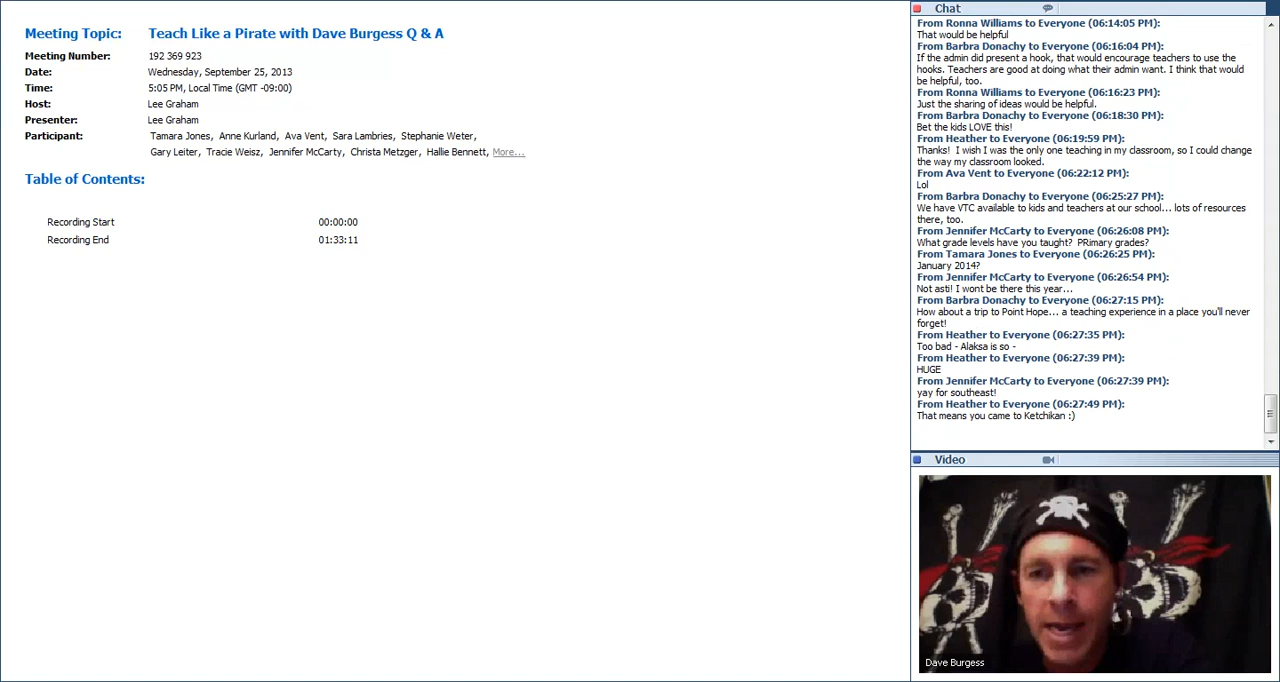 Meeting Topic: Teach Like a Pirate with Dave Burgess Q & A
Meeting Number: 192 369 923
Date: Wednesday, September 25, 2013
Time: 5:05 PM, Local Time (GMT -09:00)
Host: Lee Graham
Presenter: Lee Graham
Participant: Tamara Jones, Anne Kurland, Ava Vent, Sara Lambries, Stephanie Weter,
Gary Leiter, Tracie Weisz, Jennifer McCarty, Christa Metzger, Hallie Bennett, More...
Table of Contents:
Recording Start 00:00:00
Recording End 01:33:11
Chat
From Ronna Williams to Everyone (06:14:05 PM):
That would be helpful
From Barbra Donachy to Everyone (06:16:04 PM):
If the admin did present a hook, that would encourage teachers to use the
hooks. Teachers are good at doing what their admin want. I think that would
be helpful, too.
From Ronna Williams to Everyone (06:16:23 PM):
Just the sharing of ideas would be helpful.
From Barbra Donachy to Everyone (06:18:30 PM):
Bet the kids LOVE this!
From Heather to Everyone (06:19:59 PM):
Thanks! I wish I was the only one teaching in my classroom, so I could change
the way my classroom looked.
From Ava Vent to Everyone (06:22:12 PM):
Lol
From Barbra Donachy to Everyone (06:25:27 PM):
We have VTC available to kids and teachers at our school... lots of resources
there, too.
From Jennifer McCarty to Everyone (06:26:08 PM):
What grade levels have you taught? PRimary grades?
From Tamara Jones to Everyone (06:26:25 PM):
January 2014?
From Jennifer McCarty to Everyone (06:26:54 PM):
Not asti! I wont be there this year...
From Barbra Donachy to Everyone (06:27:15 PM):
How about a trip to Point Hope... a teaching experience in a place you'll never
forget!
From Heather to Everyone (06:27:35 PM):
Too bad - Alaksa is so -
From Heather to Everyone (06:27:39 PM):
HUGE
From Jennifer McCarty to Everyone (06:27:39 PM):
yay for southeast!
From Heather to Everyone (06:27:49 PM):
That means you came to Ketchikan :)
Video
Dave Burgess